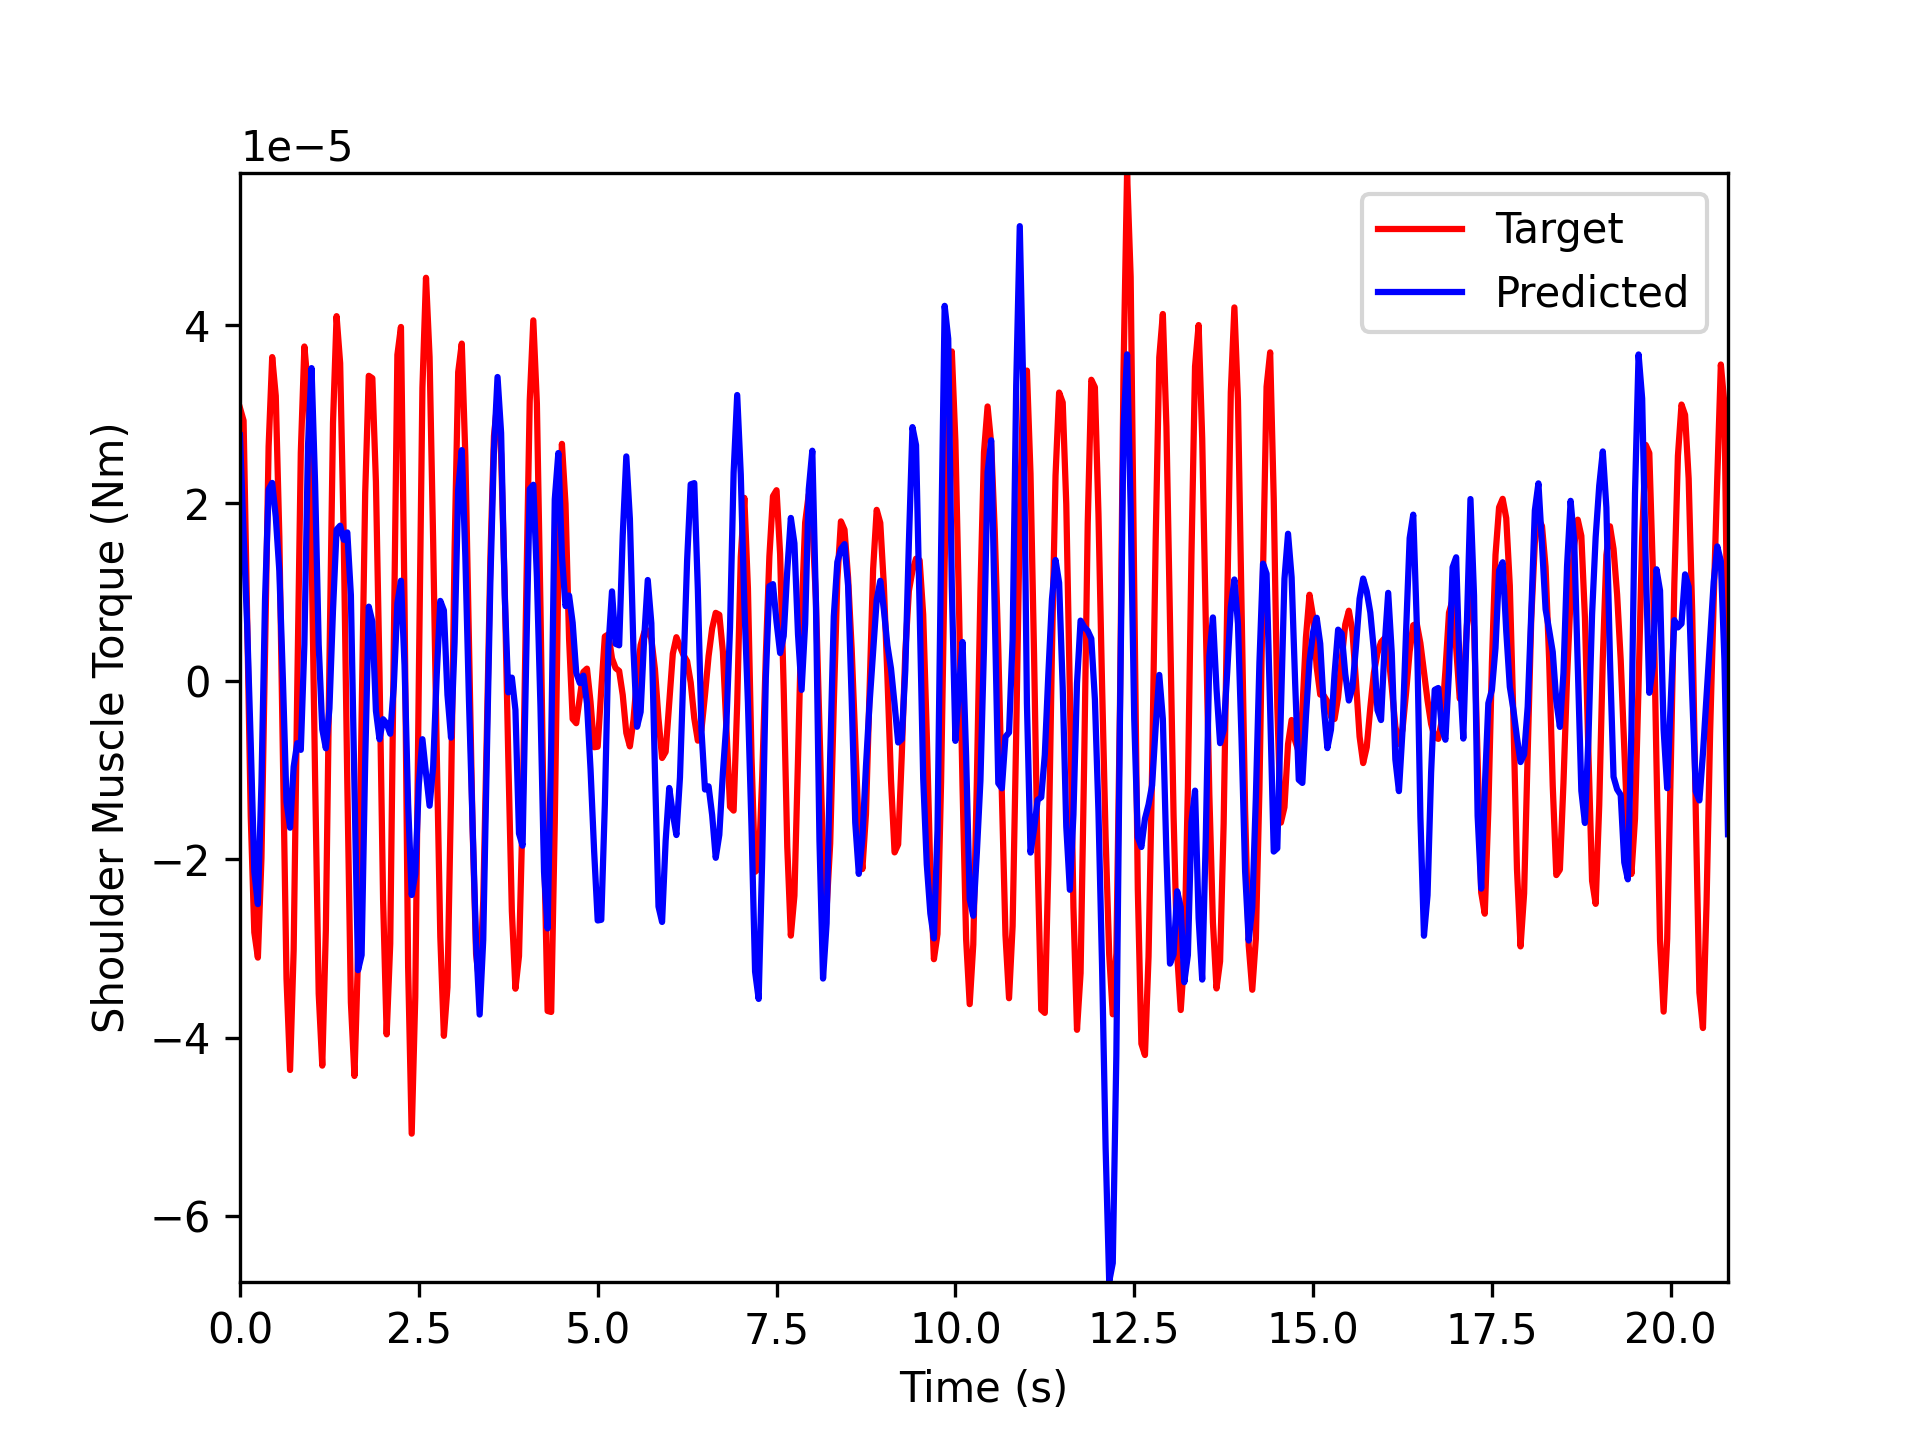 1e−5
Target
Predicted
Shoulder Muscle Torque (Nm)
4
2
0
−2
−4
−6
0.0 2.5 5.0 7.5 10.0 12.5 15.0 17.5 20.0
Time (s)